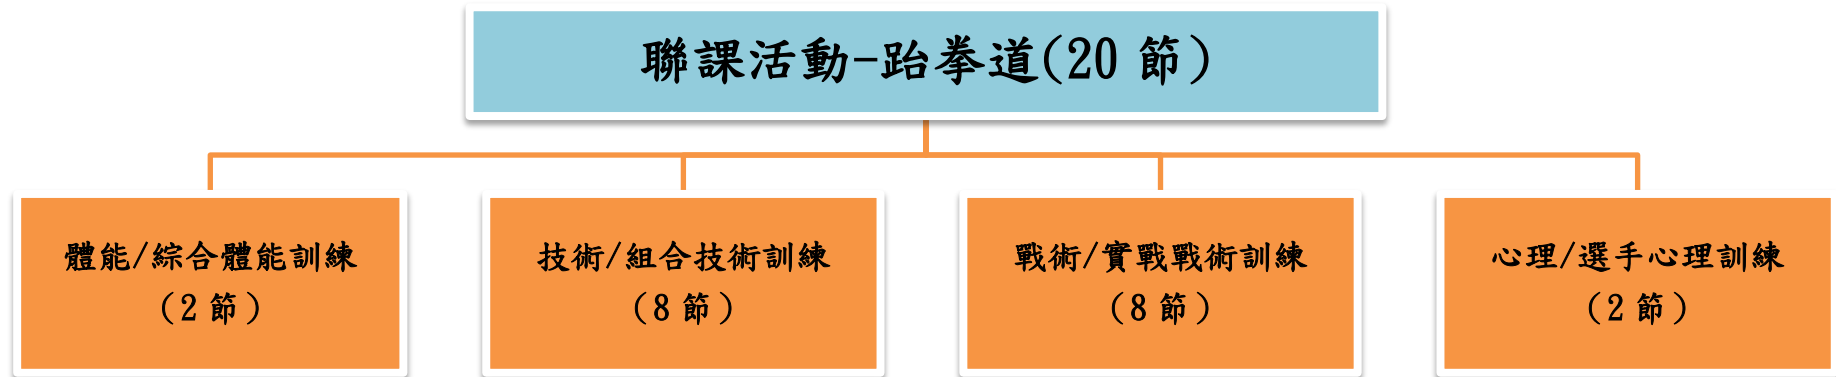 聯課活動-跆拳道(20 節)
體能/綜合體能訓練
(2 節)
技術/組合技術訓練
(8 節)
戰術/實戰戰術訓練
(8 節)
心理/選手心理訓練
(2 節)